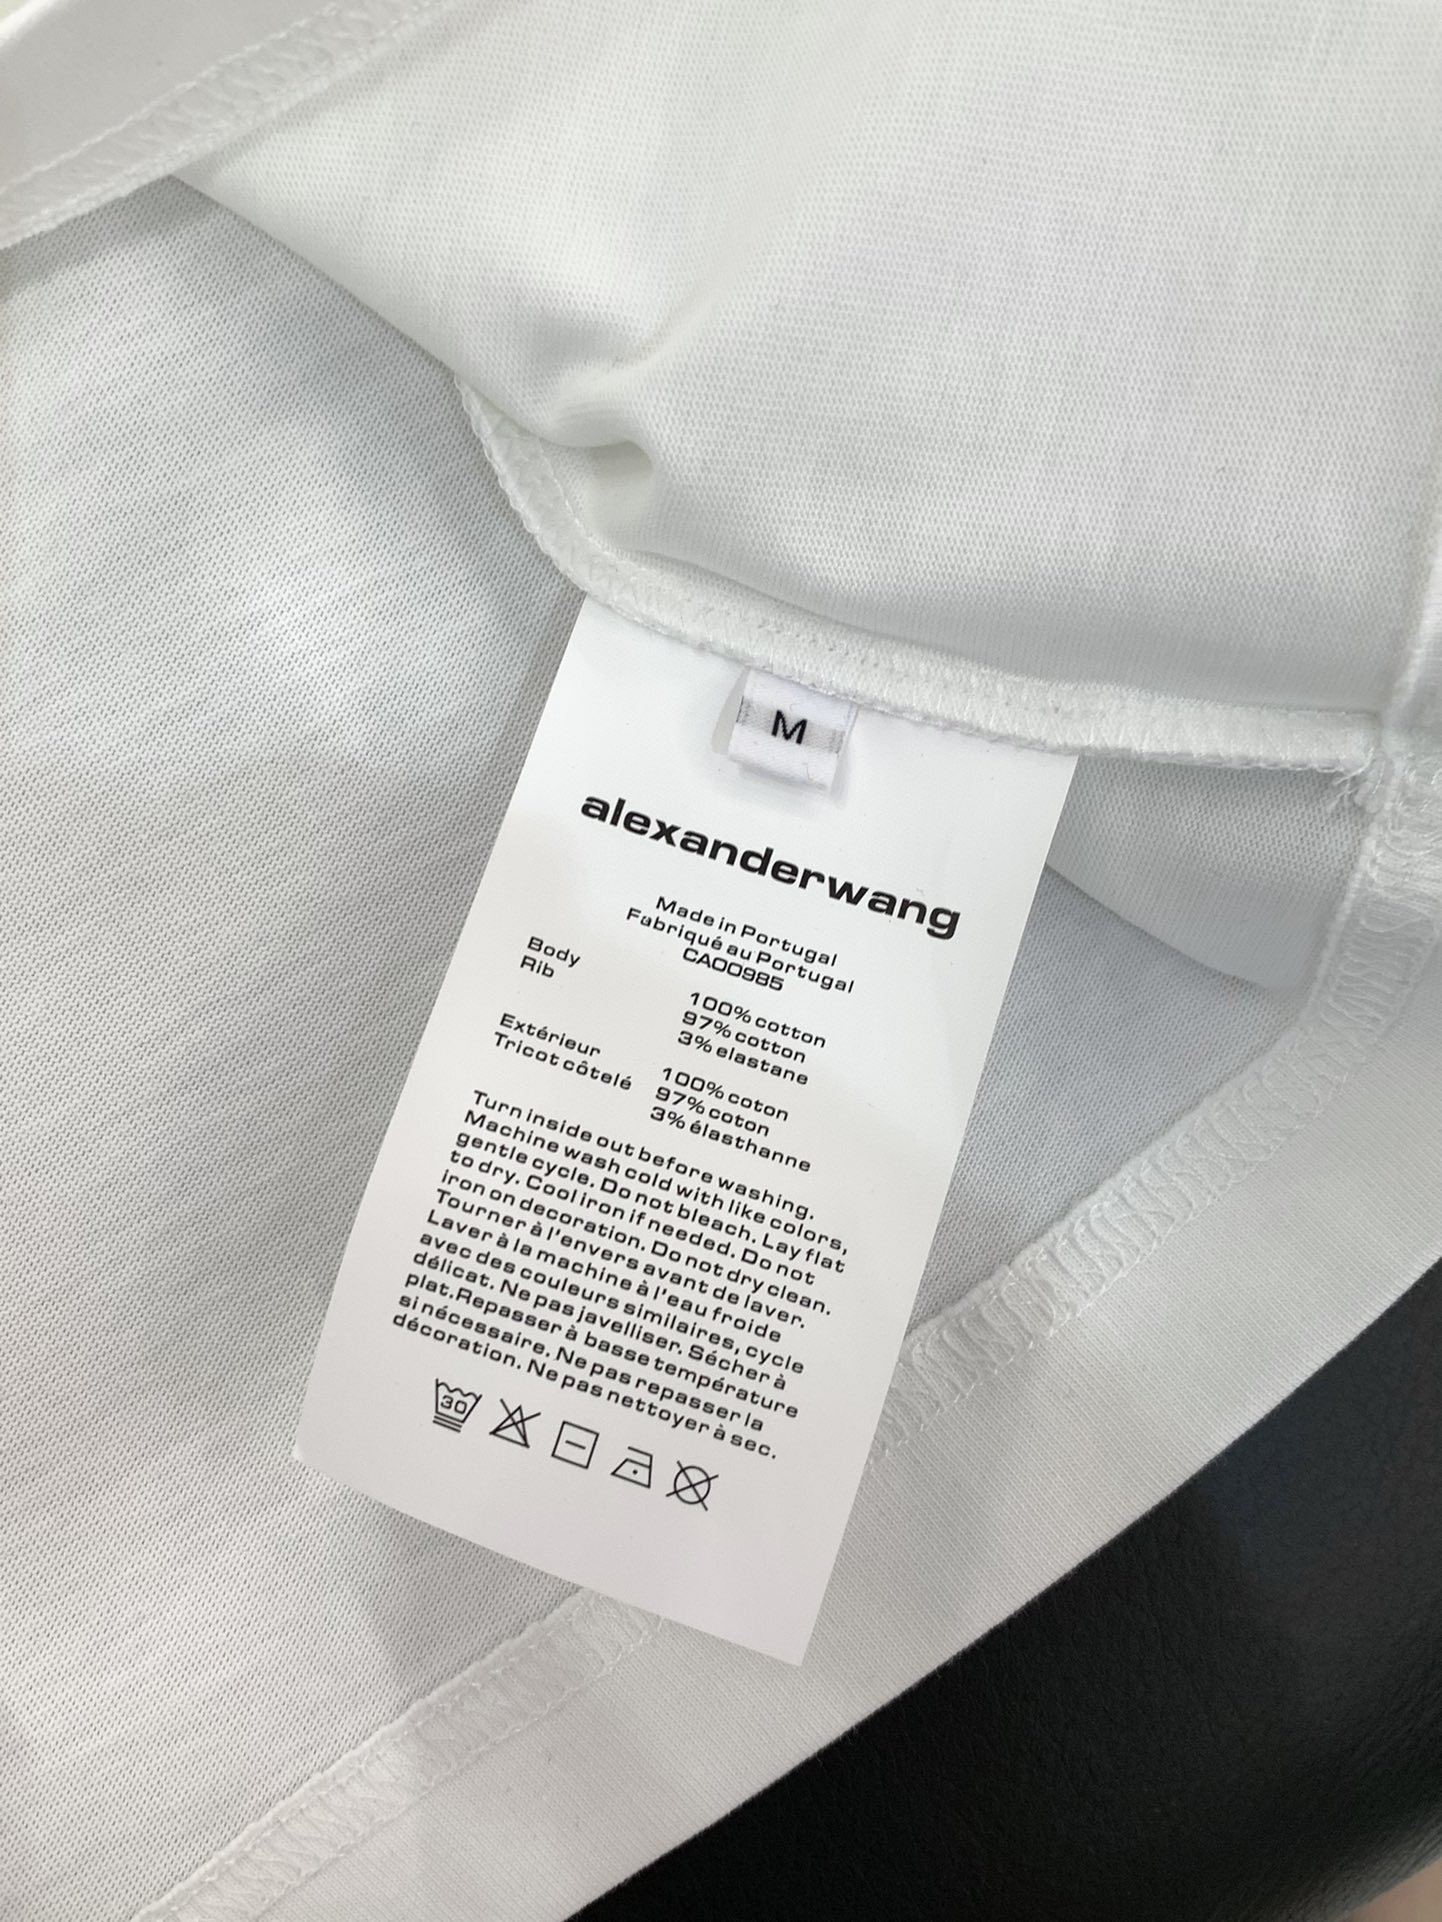 M
alexanderwang
Made in Portugal
Fabriqué au Portugal
CA00985
Body 100% cotton
Rib 97% cotton
3% elastane
Extérieur 100% coton
Tricot côtelé 97% coton
3% élasthanne
Turn inside out before washing.
Machine wash cold with like colors,
gentle cycle. Do not bleach. Lay flat
to dry. Cool iron if needed. Do not
iron on decoration. Do not dry clean.
Tourner à l'envers avant de laver.
Laver à la machine à l'eau froide
avec des couleurs similaires, cycle
délicat. Ne pas javelliser. Sécher à
plat.Repasser à basse température
si nécessaire. Ne pas repasser la
décoration. Ne pas nettoyer à sec.
30